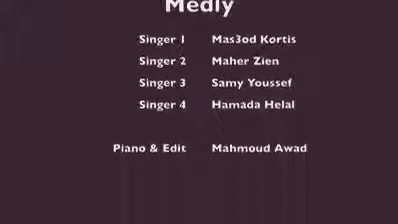 Medly
Singer 1 Mas3od Kortis
Singer 2 Maher Zien
Singer 3 Samy Youssef
Singer 4 Hamada Helal
Piano & Edit Mahmoud Awad